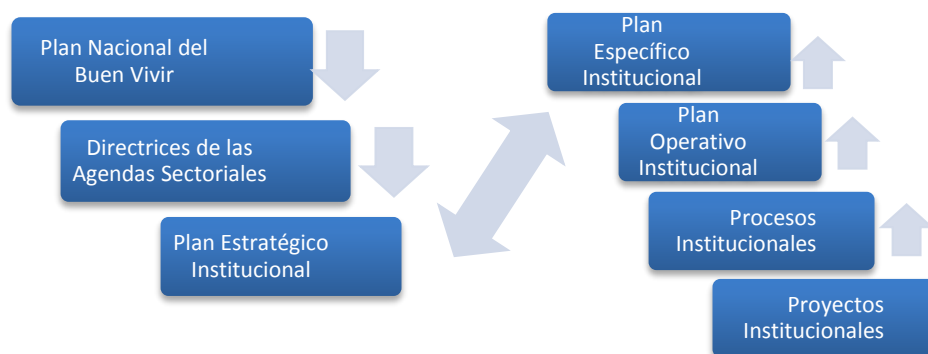 Plan Nacional del
Buen Vivir
Directrices de las
Agendas Sectoriales
Plan Estratégico
Institucional
Plan
Específico
Institucional
Plan
Operativo
Institucional
Procesos
Institucionales
Proyectos
Institucionales